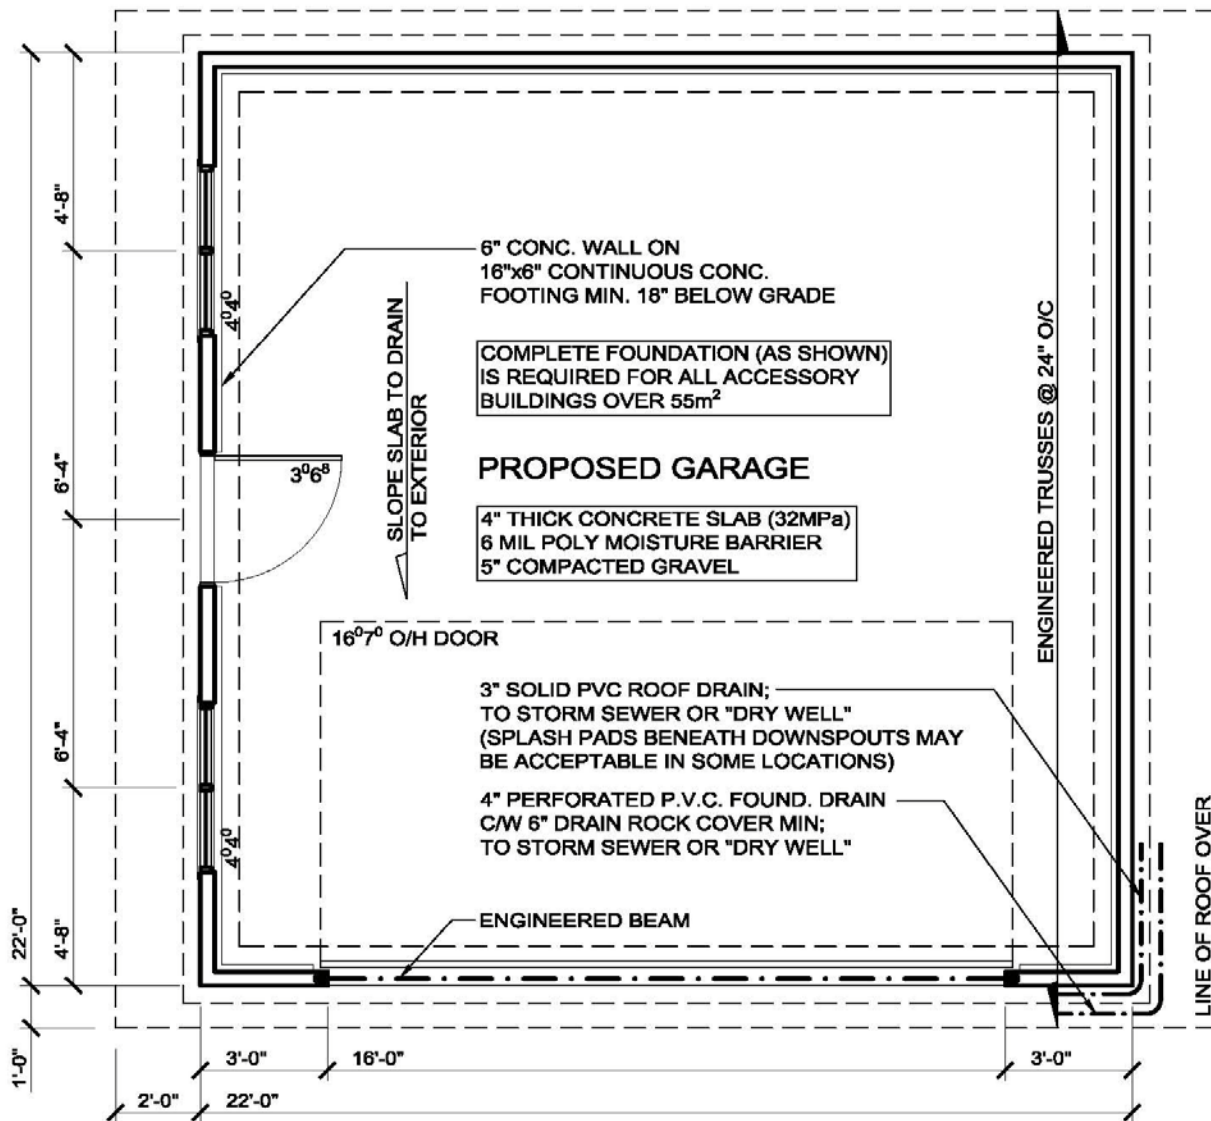 4'-8"
6" CONC. WALL ON
16"x6" CONTINUOUS CONC.
FOOTING MIN. 18" BELOW GRADE
4⁰4⁰
SLOPE SLAB TO DRAIN
TO EXTERIOR
COMPLETE FOUNDATION (AS SHOWN)
IS REQUIRED FOR ALL ACCESSORY
BUILDINGS OVER 55m²
ENGINEERED TRUSSES @ 24" O/C
6'-4"
3⁰6⁸
PROPOSED GARAGE
4" THICK CONCRETE SLAB (32MPa)
6 MIL POLY MOISTURE BARRIER
5" COMPACTED GRAVEL
16⁰7⁰ O/H DOOR
6'-4"
3" SOLID PVC ROOF DRAIN;
TO STORM SEWER OR "DRY WELL"
(SPLASH PADS BENEATH DOWNSPOUTS MAY
BE ACCEPTABLE IN SOME LOCATIONS)
4" PERFORATED P.V.C. FOUND. DRAIN
C/W 6" DRAIN ROCK COVER MIN;
TO STORM SEWER OR "DRY WELL"
4⁰4⁰
LINE OF ROOF OVER
22'-0"
4'-8"
ENGINEERED BEAM
1'-0"
3'-0"
16'-0"
3'-0"
2'-0"
22'-0"